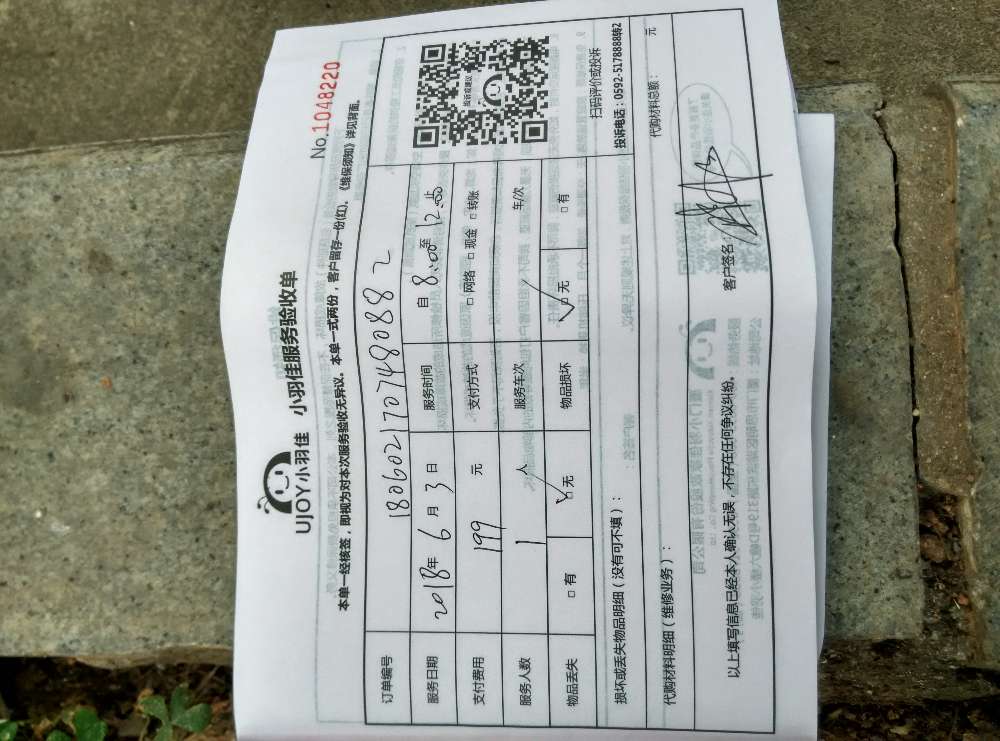 No.1048220
UJOY小羽佳 小羽佳服务验收单
本单一经核签，即视为对本次服务验收无异议。本单一式两份，客户留存一份(红)。《维保须知》详见背面。
订单编号 180602170748088 2
投诉或建议
服务日期 2018年 6 月 3 日 服务时间 自 8:00 至 12:00 止
支付费用 199 元 支付方式 □ 网络 □ 现金 □ 转账
服务人数 1 人 服务车次 车/次
物品丢失 □ 有 □ 无 物品损坏 □ 无 □ 有
扫码评价或投诉
投诉电话：0592-5178888转2
损坏或丢失物品明细（没有可不填）：
代购材料明细（维修业务）： 代购材料总额： 元
以上填写信息已经本人确认无误，不存在任何争议纠纷。 客户签名：